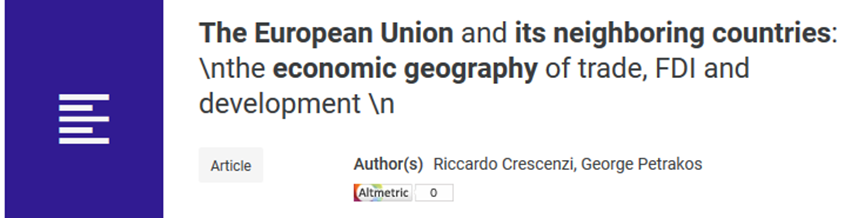 The European Union and its neighboring countries:
\nthe economic geography of trade, FDI and
development \n
Article
Author(s) Riccardo Crescenzi, George Petrakos
Altmetric 0